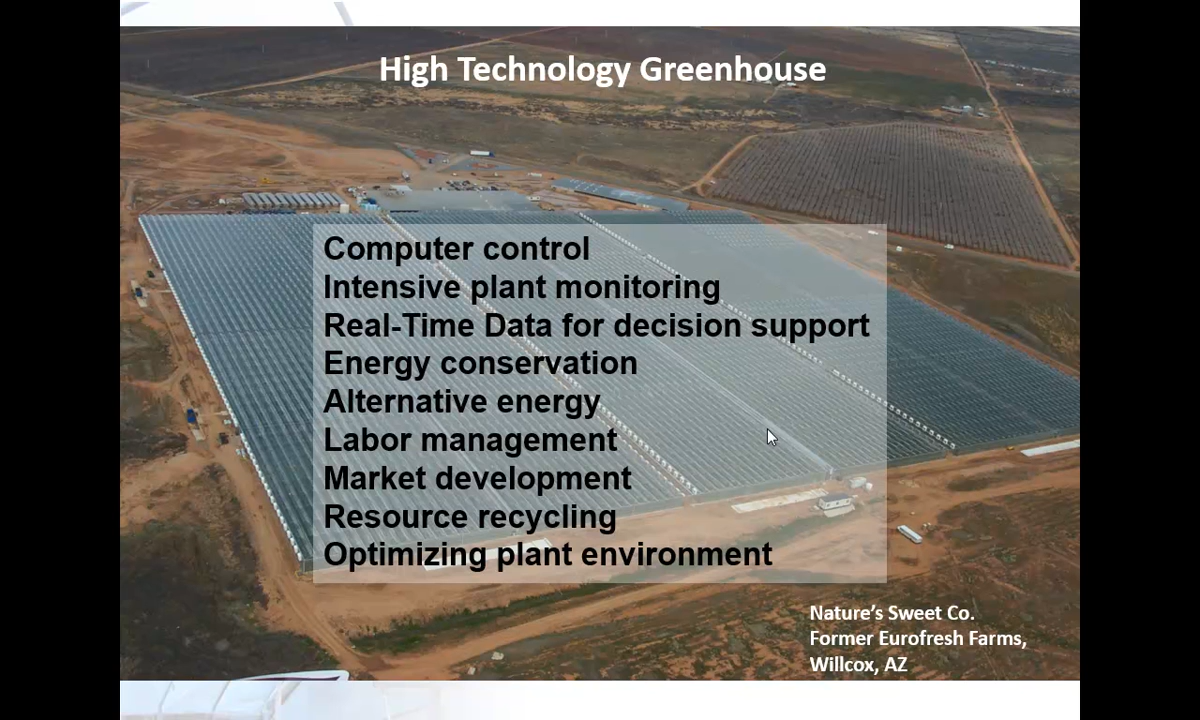 High Technology Greenhouse
Computer control
Intensive plant monitoring
Real-Time Data for decision support
Energy conservation
Alternative energy
Labor management
Market development
Resource recycling
Optimizing plant environment
Nature’s Sweet Co.
Former Eurofresh Farms,
Willcox, AZ